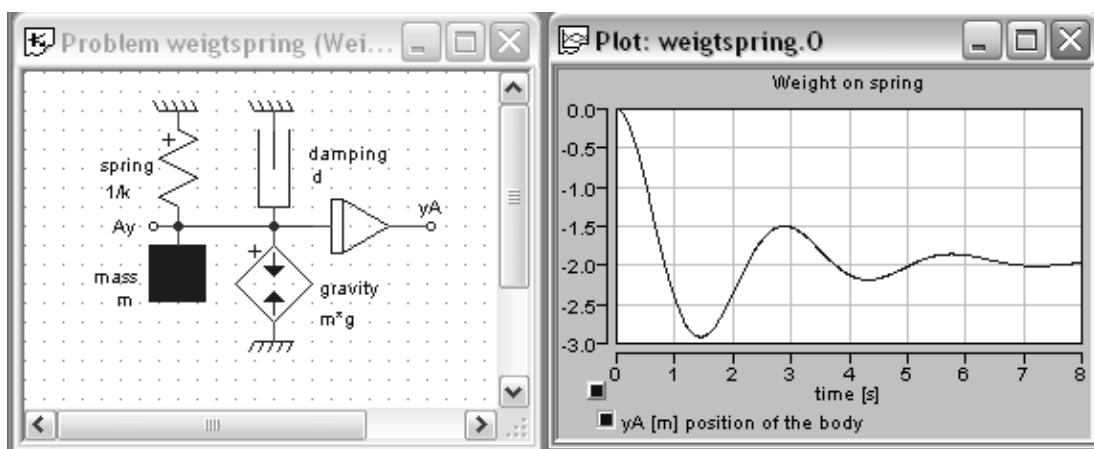 Problem weigtspring (Wei...
spring
1/k
damping
d
Ay
yA
mass
m
gravity
m*g
Plot: weigtspring.O
Weight on spring
0.0
-0.5
-1.0
-1.5
-2.0
-2.5
-3.0
0 1 2 3 4 5 6 7 8
time [s]
yA [m] position of the body